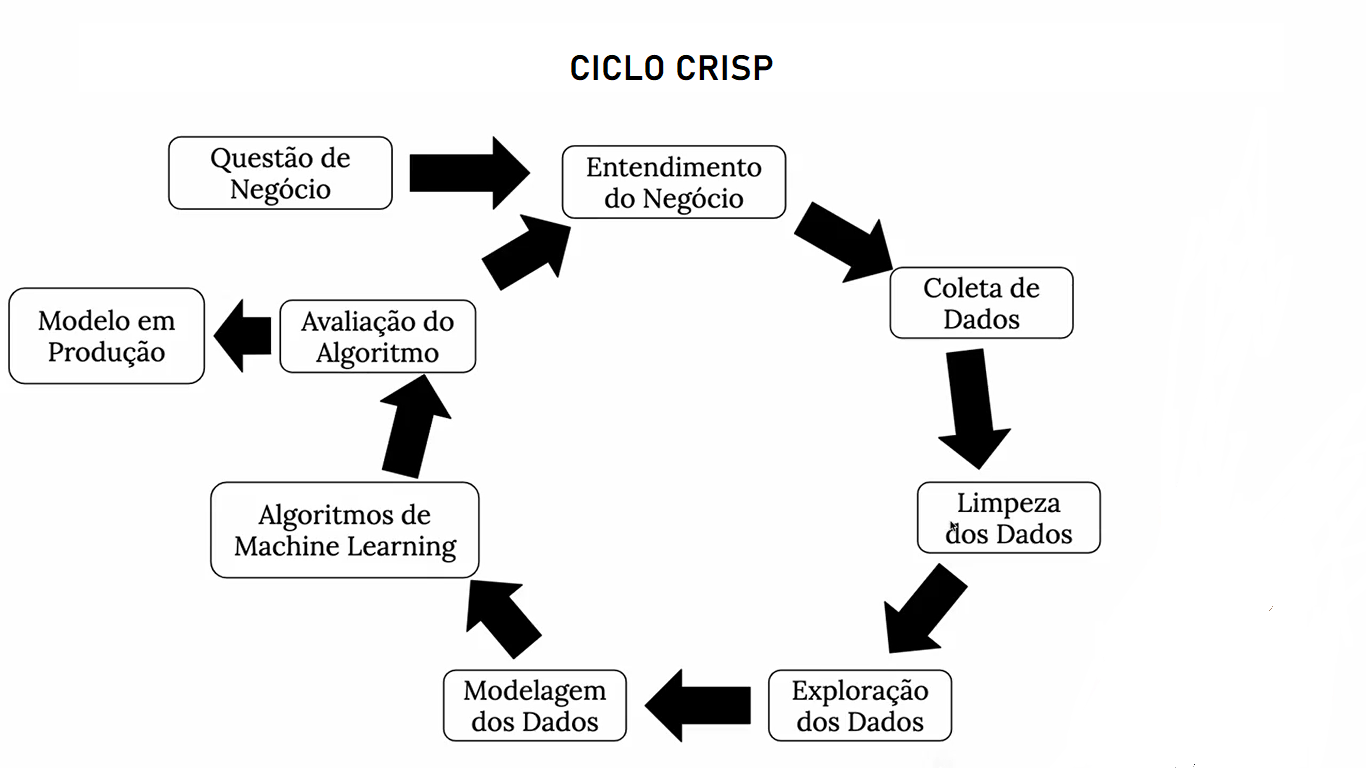 CICLO CRISP
Questão de
Negócio
Entendimento
do Negócio
Coleta de
Dados
Limpeza
dos Dados
Exploração
dos Dados
Modelagem
dos Dados
Algoritmos de
Machine Learning
Avaliação do
Algoritmo
Modelo em
Produção